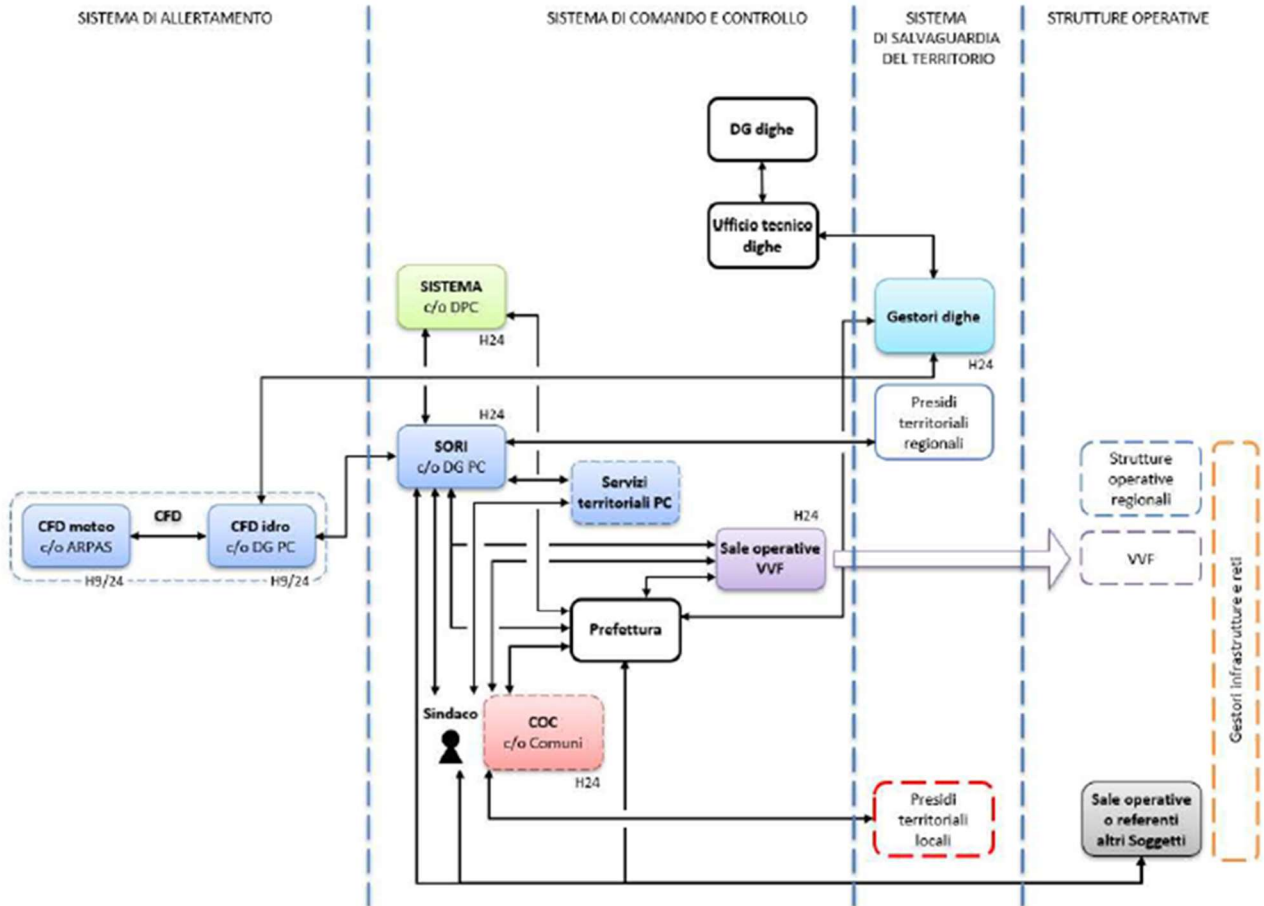 SISTEMA DI ALLERTAMENTO
SISTEMA DI COMANDO E CONTROLLO
SISTEMA
DI SALVAGUARDIA
DEL TERRITORIO
STRUTTURE OPERATIVE
DG dighe
Ufficio tecnico
dighe
SISTEMA
c/o DPC
H24
Gestori dighe
H24
Presidi
territoriali
regionali
H24
SORI
c/o DG PC
Servizi
territoriali PC
Strutture
operative
regionali
CFD
CFD meteo
c/o ARPAS
H9/24
CFD idro
c/o DG PC
H9/24
H24
Sale operative
VVF
VVF
Prefettura
Gestori infrastrutture e reti
Sindaco
COC
c/o Comuni
H24
Presidi
territoriali
locali
Sale operative
o referenti
altri Soggetti